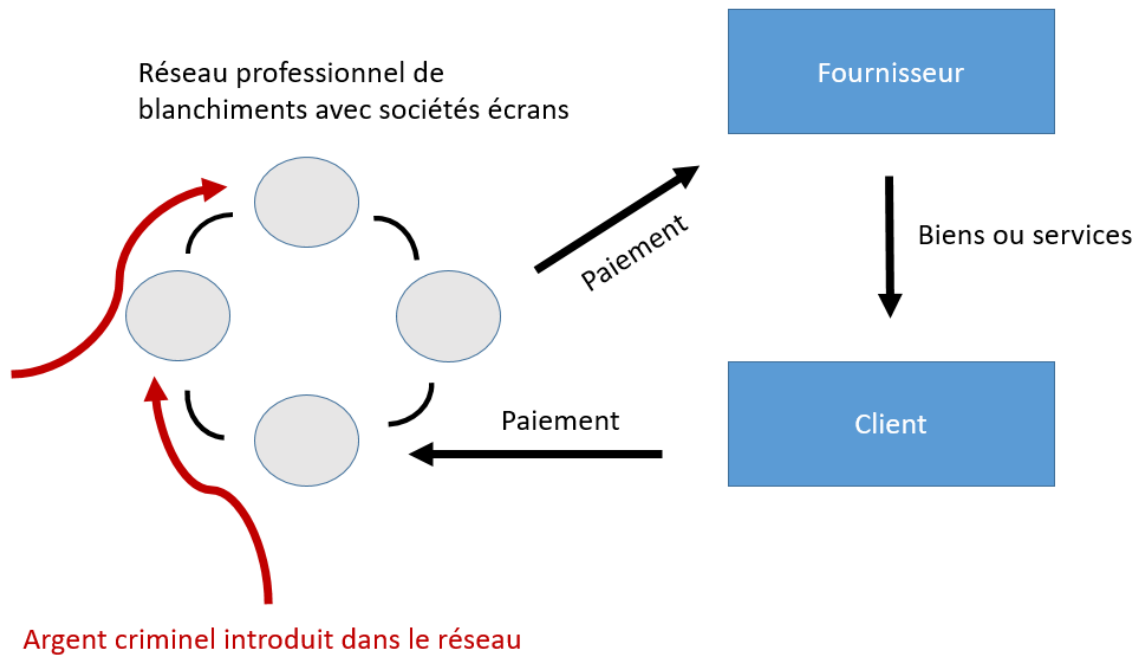 Réseau professionnel de
blanchiments avec sociétés écrans
Fournisseur
Paiement
Biens ou services
Paiement
Client
Argent criminel introduit dans le réseau